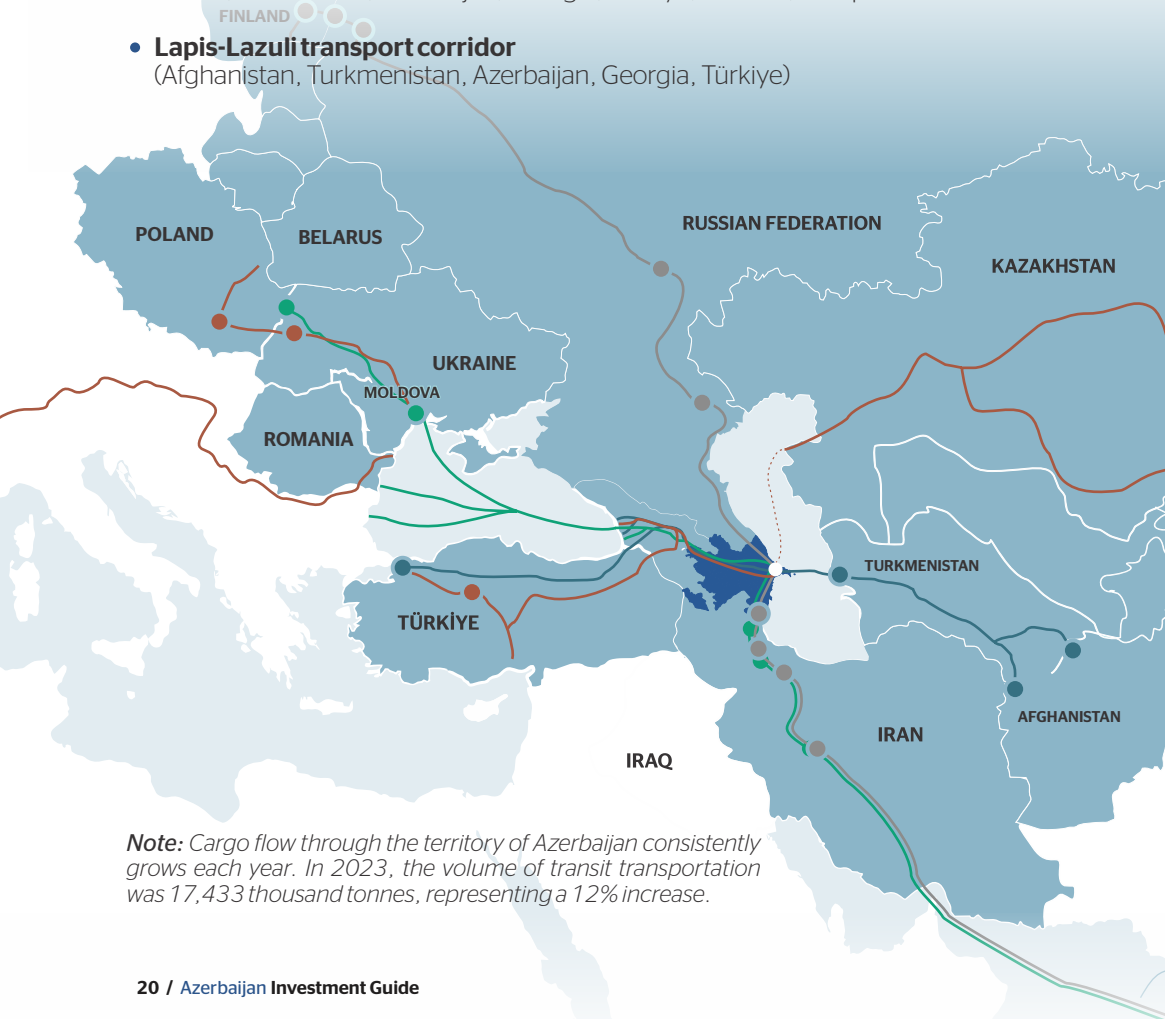 FINLAND
• Lapis-Lazuli transport corridor
(Afghanistan, Turkmenistan, Azerbaijan, Georgia, Türkiye)
RUSSIAN FEDERATION
POLAND
BELARUS
KAZAKHSTAN
UKRAINE
MOLDOVA
ROMANIA
TURKMENISTAN
TÜRKİYE
AFGHANISTAN
IRAN
IRAQ
Note: Cargo flow through the territory of Azerbaijan consistently
grows each year. In 2023, the volume of transit transportation
was 17,433 thousand tonnes, representing a 12% increase.
20 / Azerbaijan Investment Guide